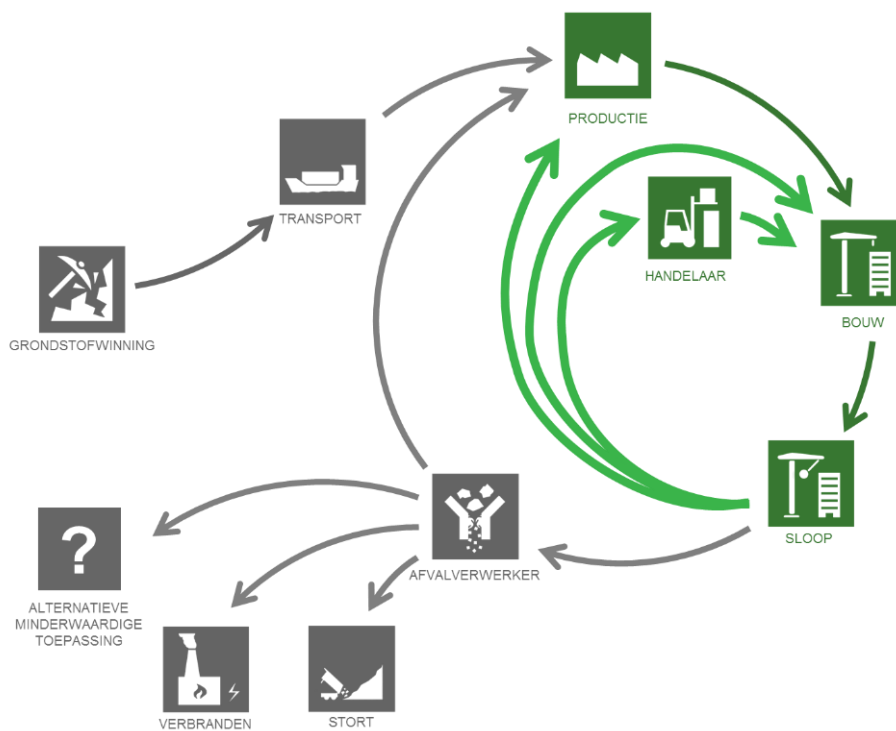 PRODUCTIE
TRANSPORT
HANDELAAR
BOUW
GRONDSTOFWINNING
SLOOP
AFVALVERWERKER
?
ALTERNATIEVE
MINDERWAARDIGE
TOEPASSING
VERBRANDEN
STORT